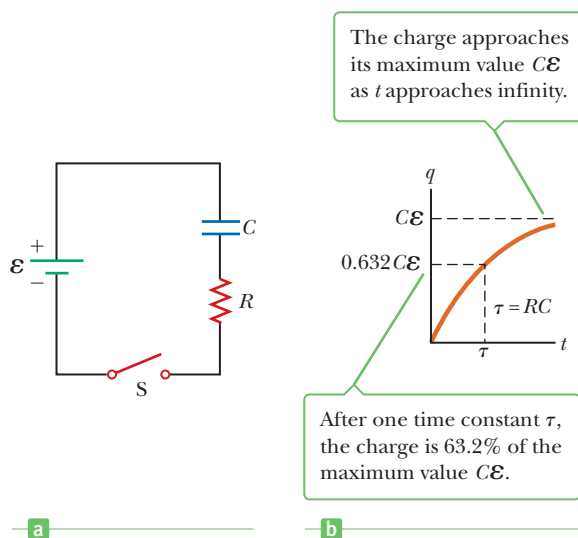 The charge approaches
its maximum value Cε
as t approaches infinity.
+
ε
−
C
R
S
q
Cε
0.632Cε
τ = RC
τ
t
After one time constant τ,
the charge is 63.2% of the
maximum value Cε.
a
b